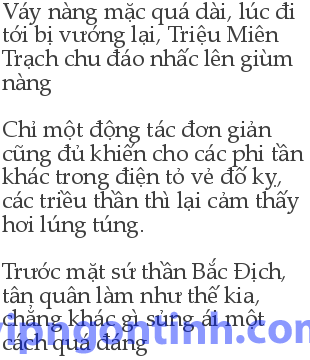 Váy nàng mặc quá dài, lúc đi
tới bị vướng lại, Triệu Miên
Trạch chu đáo nhấc lên giùm
nàng
Chỉ một động tác đơn giản
cũng đủ khiến cho các phi tần
khác trong điện tỏ vẻ đố kỵ,
các triều thần thì lại cảm thấy
hơi lúng túng.
Trước mặt sứ thần Bắc Địch,
tân quân làm như thế kia,
chẳng khác gì sủng ái một
cách quá đáng
vipngontinh.com